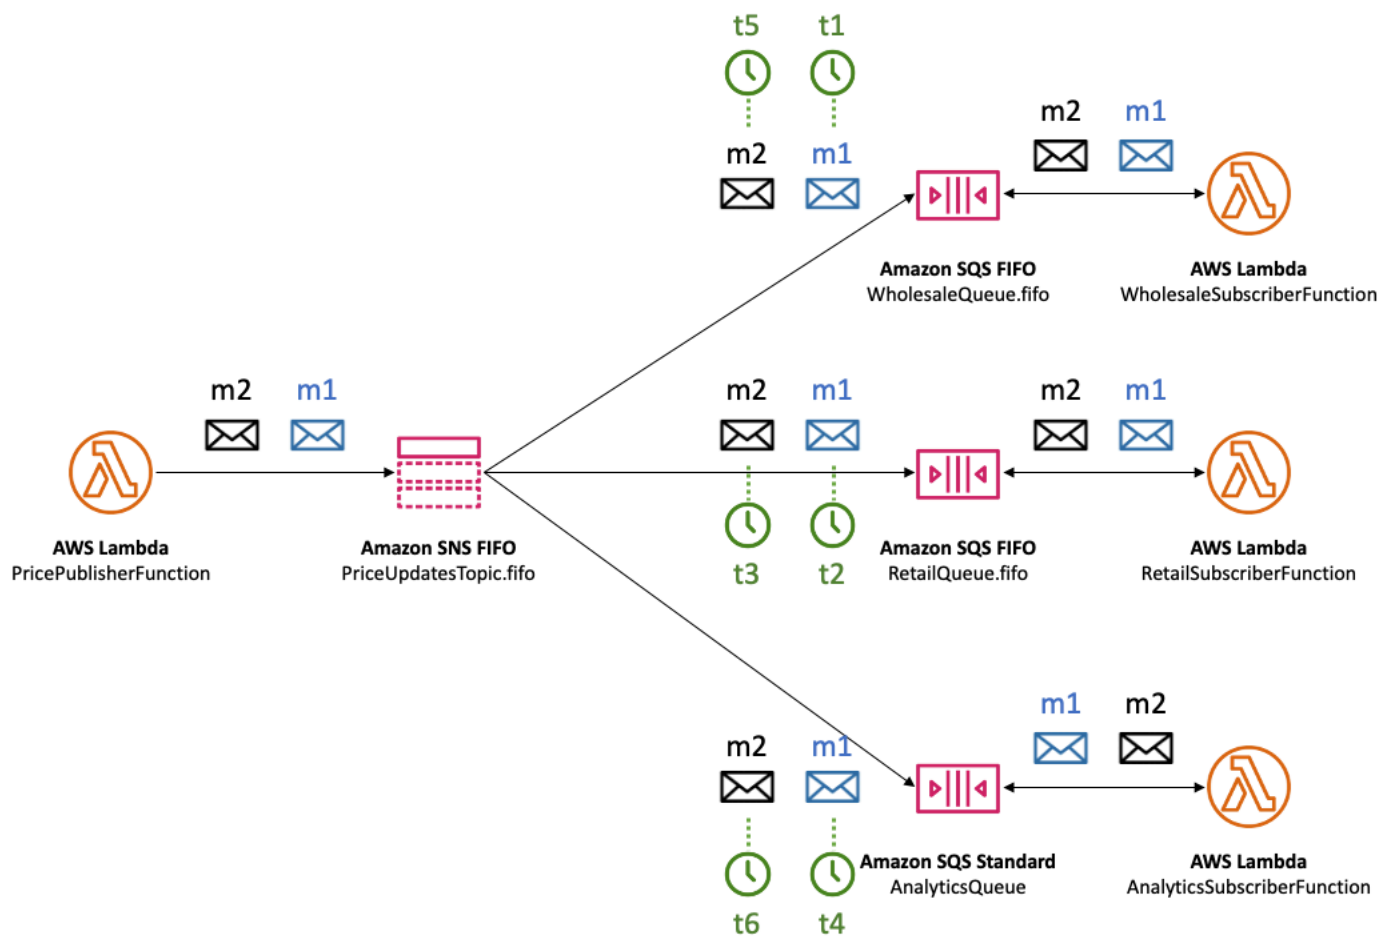 t5 t1
m2 m1
m2 m1
Amazon SQS FIFO
WholesaleQueue.fifo
AWS Lambda
WholesaleSubscriberFunction
m2 m1
m2 m1
m2 m1
AWS Lambda
PricePublisherFunction
Amazon SNS FIFO
PriceUpdatesTopic.fifo
t3 t2
Amazon SQS FIFO
RetailQueue.fifo
AWS Lambda
RetailSubscriberFunction
m1 m2
m2 m1
Amazon SQS Standard
AnalyticsQueue
AWS Lambda
AnalyticsSubscriberFunction
t6 t4